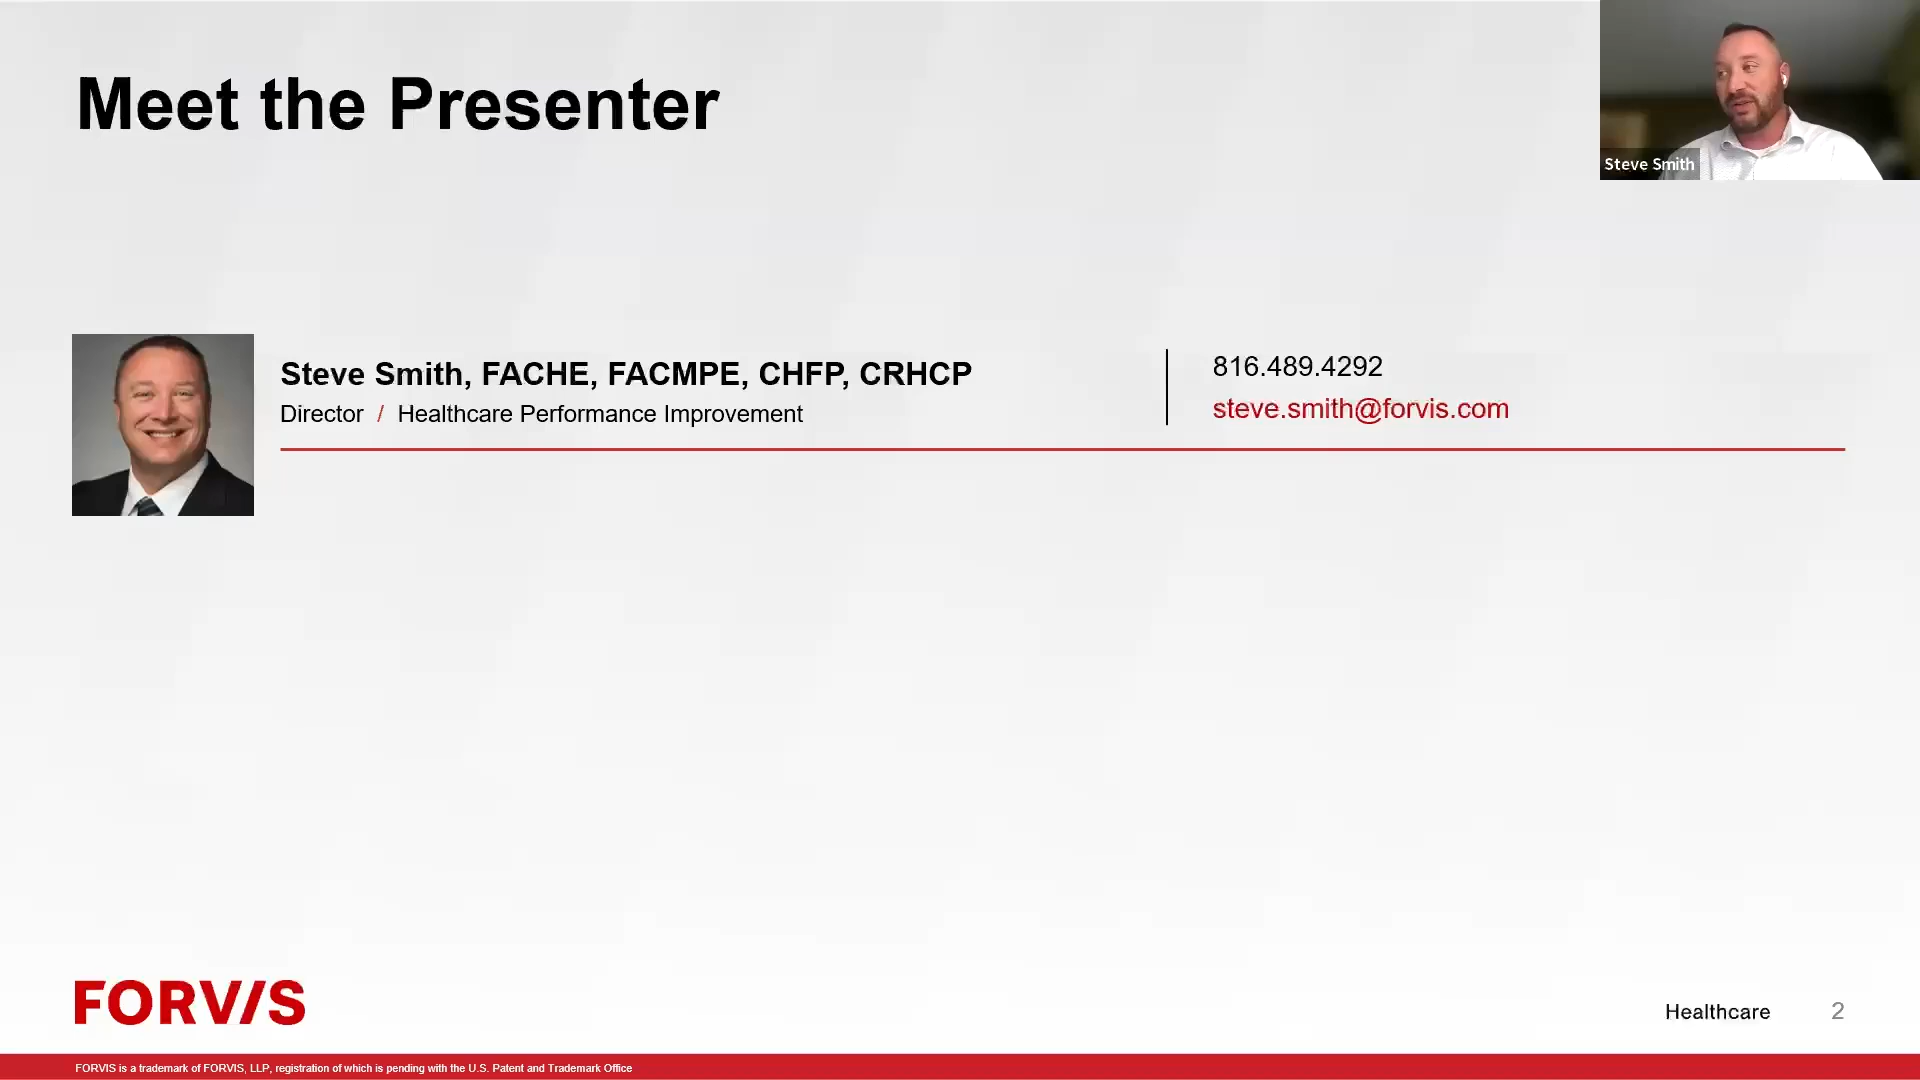 Meet the Presenter
Steve Smith
Steve Smith, FACHE, FACMPE, CHFP, CRHCP
Director / Healthcare Performance Improvement
816.489.4292
steve.smith@forvis.com
FORVIS
Healthcare 2
FORVIS is a trademark of FORVIS, LLP, registration of which is pending with the U.S. Patent and Trademark Office